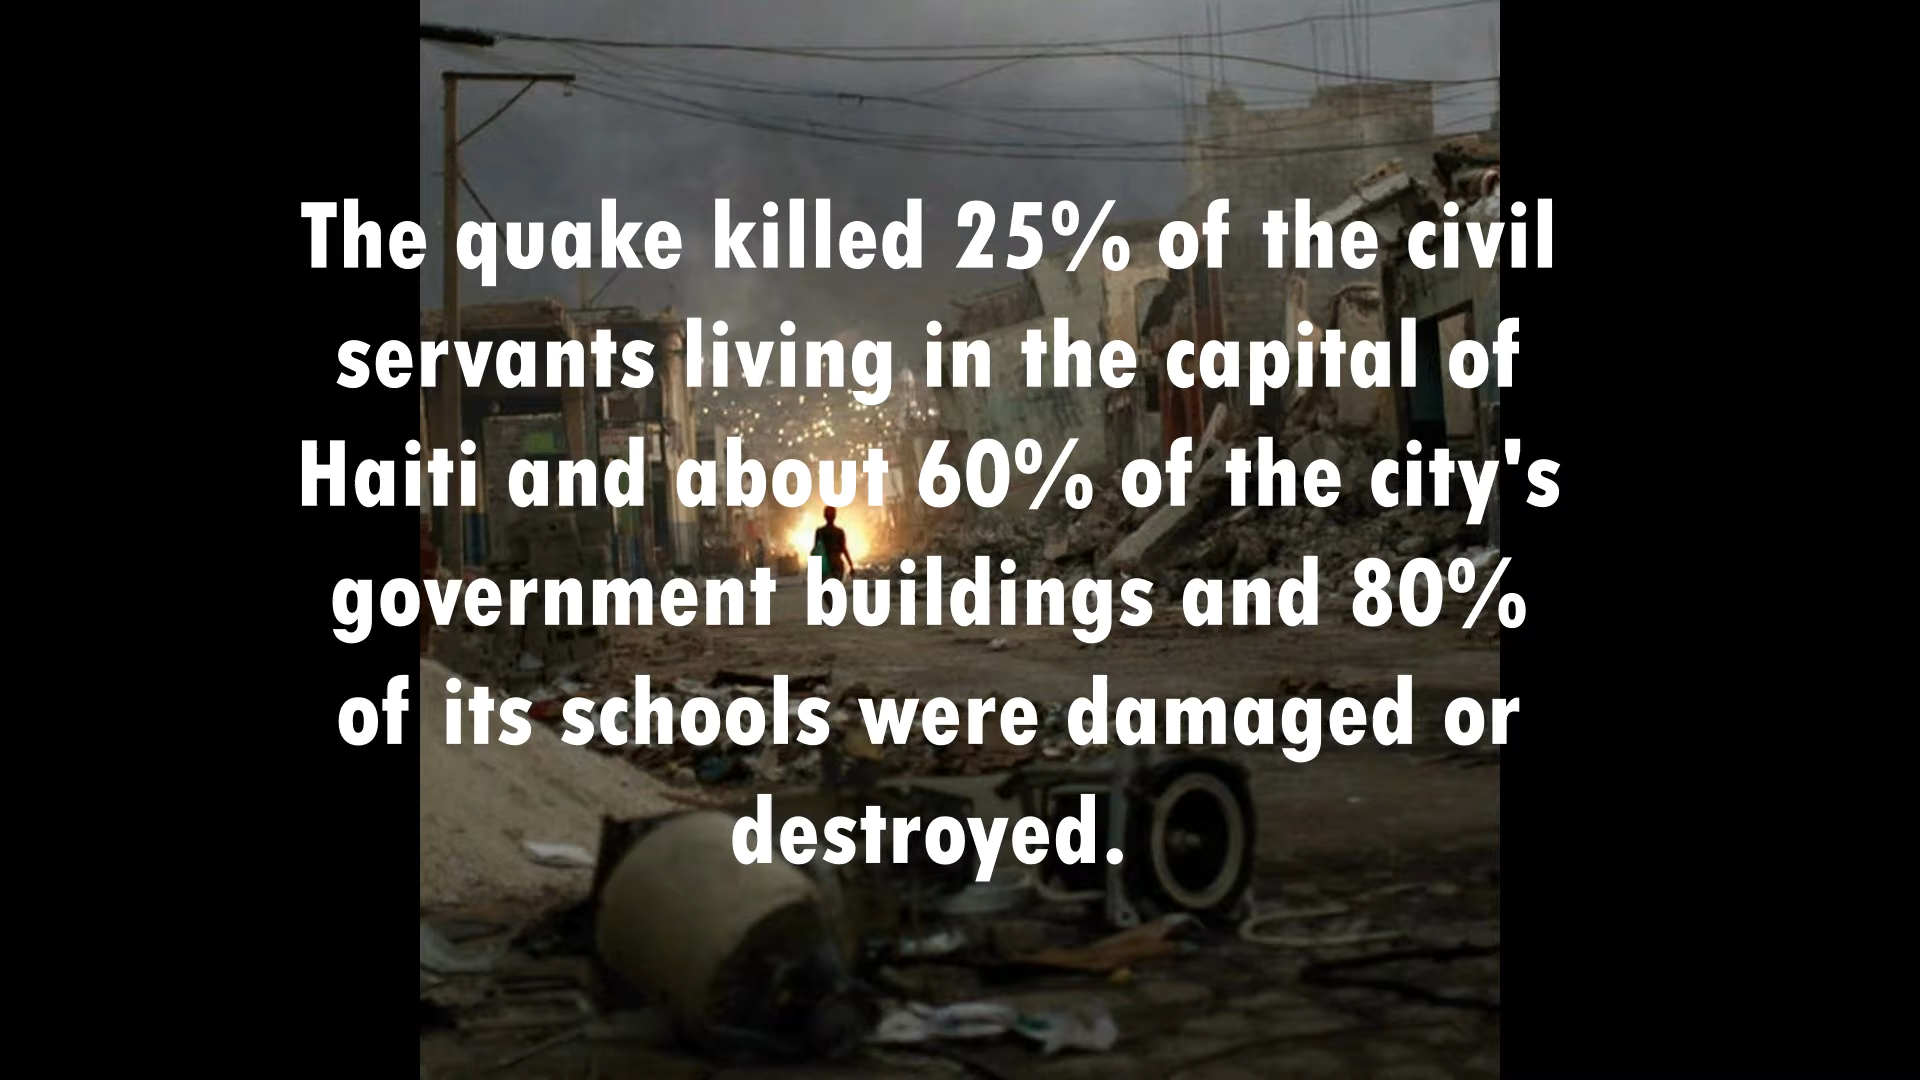 The quake killed 25% of the civil
servants living in the capital of
Haiti and about 60% of the city's
government buildings and 80%
of its schools were damaged or
destroyed.